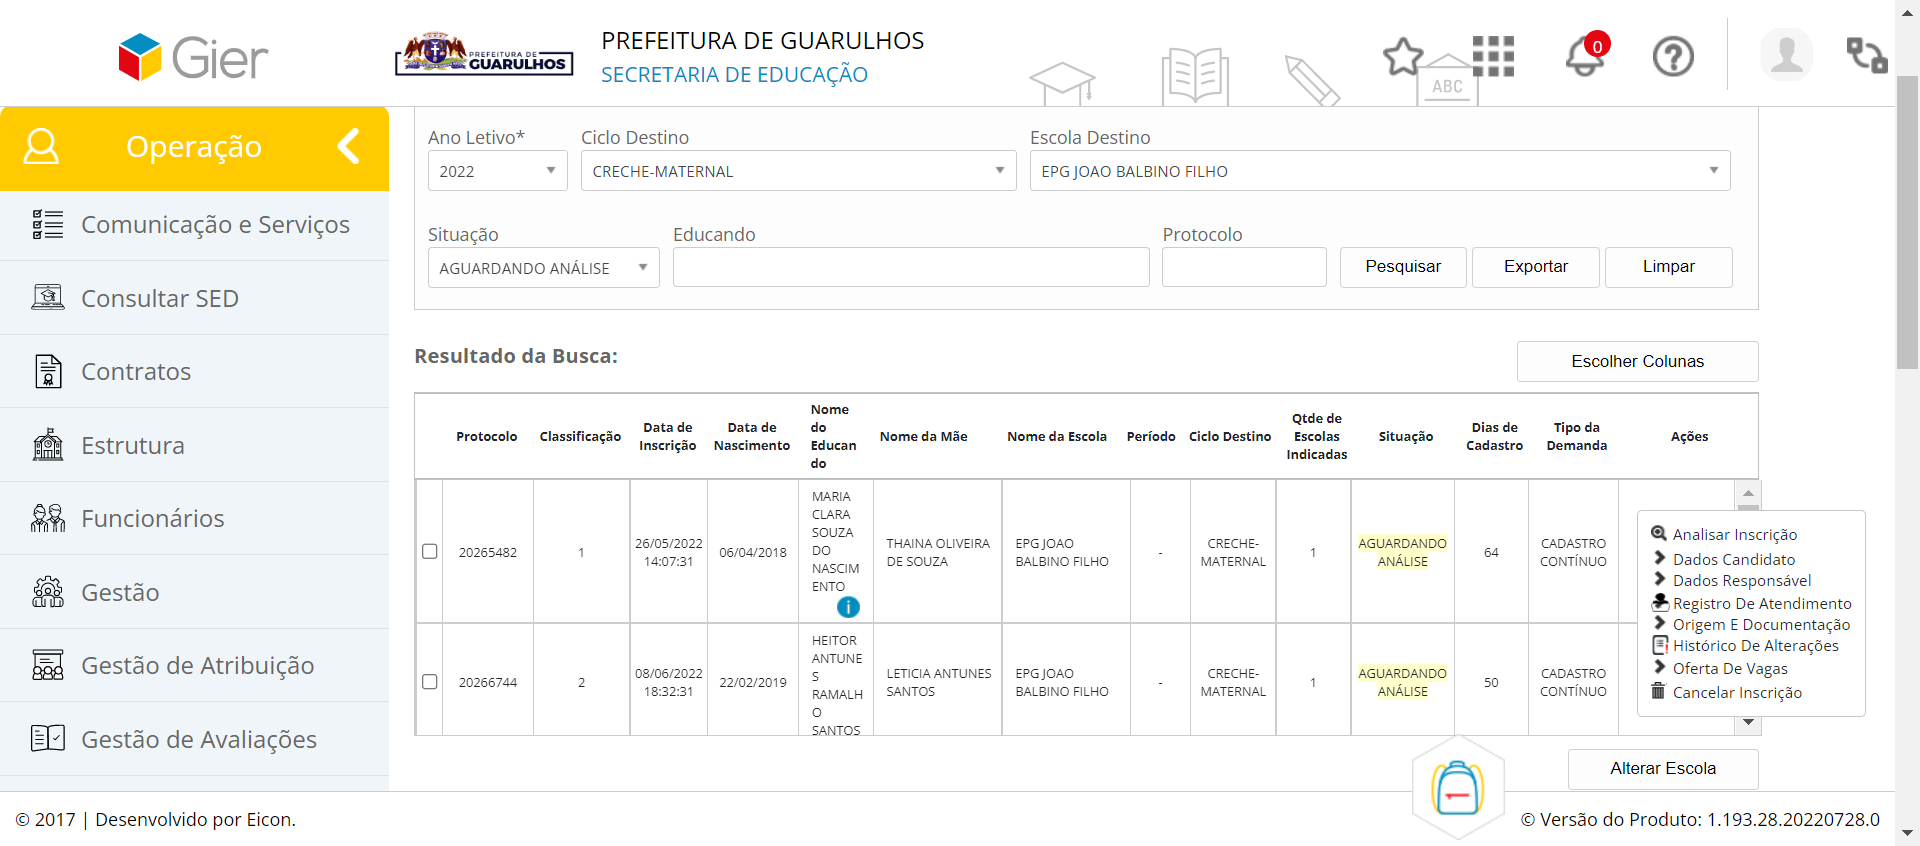 Gier
PREFEITURA DE
GUARULHOS
PREFEITURA DE GUARULHOS
SECRETARIA DE EDUCAÇÃO
ABC
0
?
Operação
Comunicação e Serviços
Consultar SED
Contratos
Estrutura
Funcionários
Gestão
Gestão de Atribuição
Gestão de Avaliações
Ano Letivo*
Ciclo Destino
Escola Destino
2022
CRECHE-MATERNAL
EPG JOAO BALBINO FILHO
Situação
Educando
Protocolo
AGUARDANDO ANÁLISE
Pesquisar
Exportar
Limpar
Resultado da Busca:
Escolher Colunas
Protocolo
Classificação
Data de
Inscrição
Data de
Nascimento
Nome
do
Educan
do
Nome da Mãe
Nome da Escola
Período
Ciclo Destino
Qtde de
Escolas
Indicadas
Situação
Dias de
Cadastro
Tipo da
Demanda
Ações
20265482
1
26/05/2022
14:07:31
06/04/2018
MARIA
CLARA
SOUZA
DO
NASCIM
ENTO
i
THAINA OLIVEIRA
DE SOUZA
EPG JOAO
BALBINO FILHO
-
CRECHE-
MATERNAL
1
AGUARDANDO
ANÁLISE
64
CADASTRO
CONTÍNUO
20266744
2
08/06/2022
18:32:31
22/02/2019
HEITOR
ANTUNE
S
RAMALH
O
SANTOS
LETICIA ANTUNES
SANTOS
EPG JOAO
BALBINO FILHO
-
CRECHE-
MATERNAL
1
AGUARDANDO
ANÁLISE
50
CADASTRO
CONTÍNUO
Analisar Inscrição
Dados Candidato
Dados Responsável
Registro De Atendimento
Origem E Documentação
Histórico De Alterações
Oferta De Vagas
Cancelar Inscrição
Alterar Escola
© 2017 | Desenvolvido por Eicon.
© Versão do Produto: 1.193.28.20220728.0